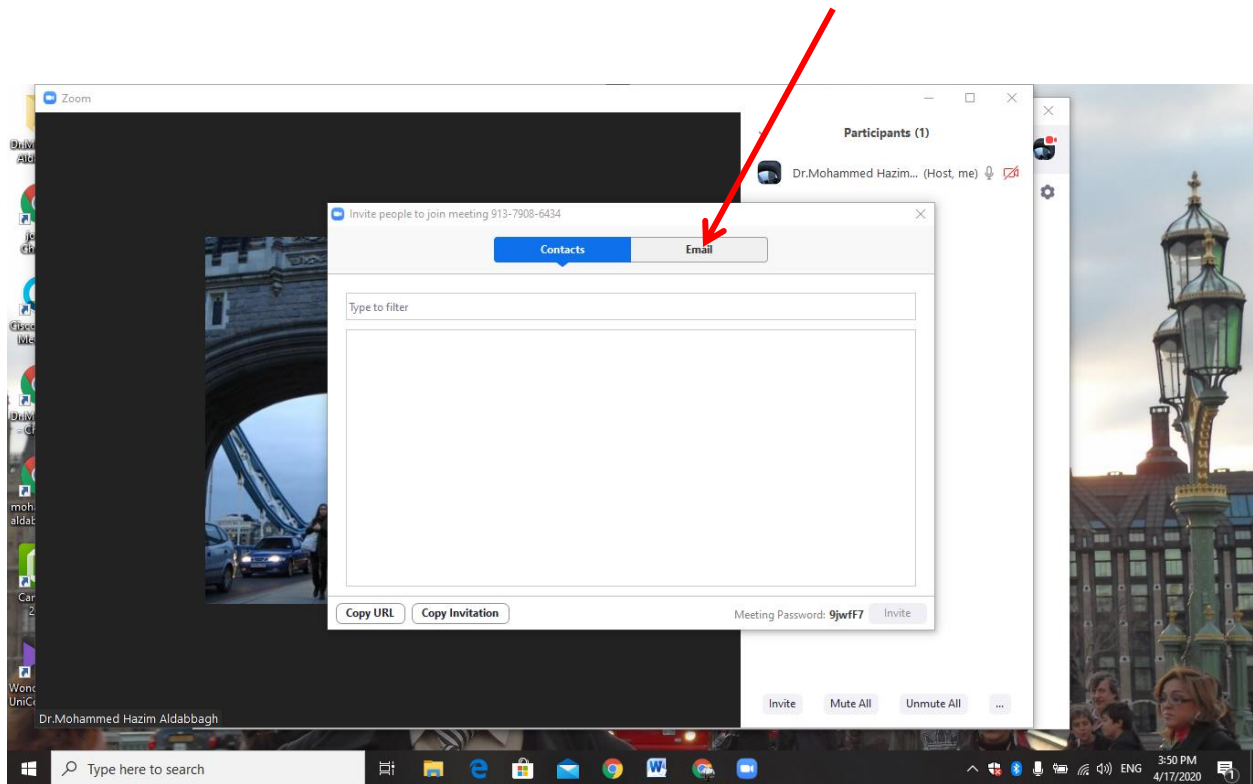 Zoom
Participants (1)
Dr.Mohammed Hazim... (Host, me)
Invite people to join meeting 913-7908-6434
Contacts
Email
Type to filter
Copy URL
Copy Invitation
Meeting Password: 9jwfF7
Invite
Invite
Mute All
Unmute All
...
Dr.Mohammed Hazim Aldabbagh
Type here to search
ENG
3:50 PM
4/17/2020